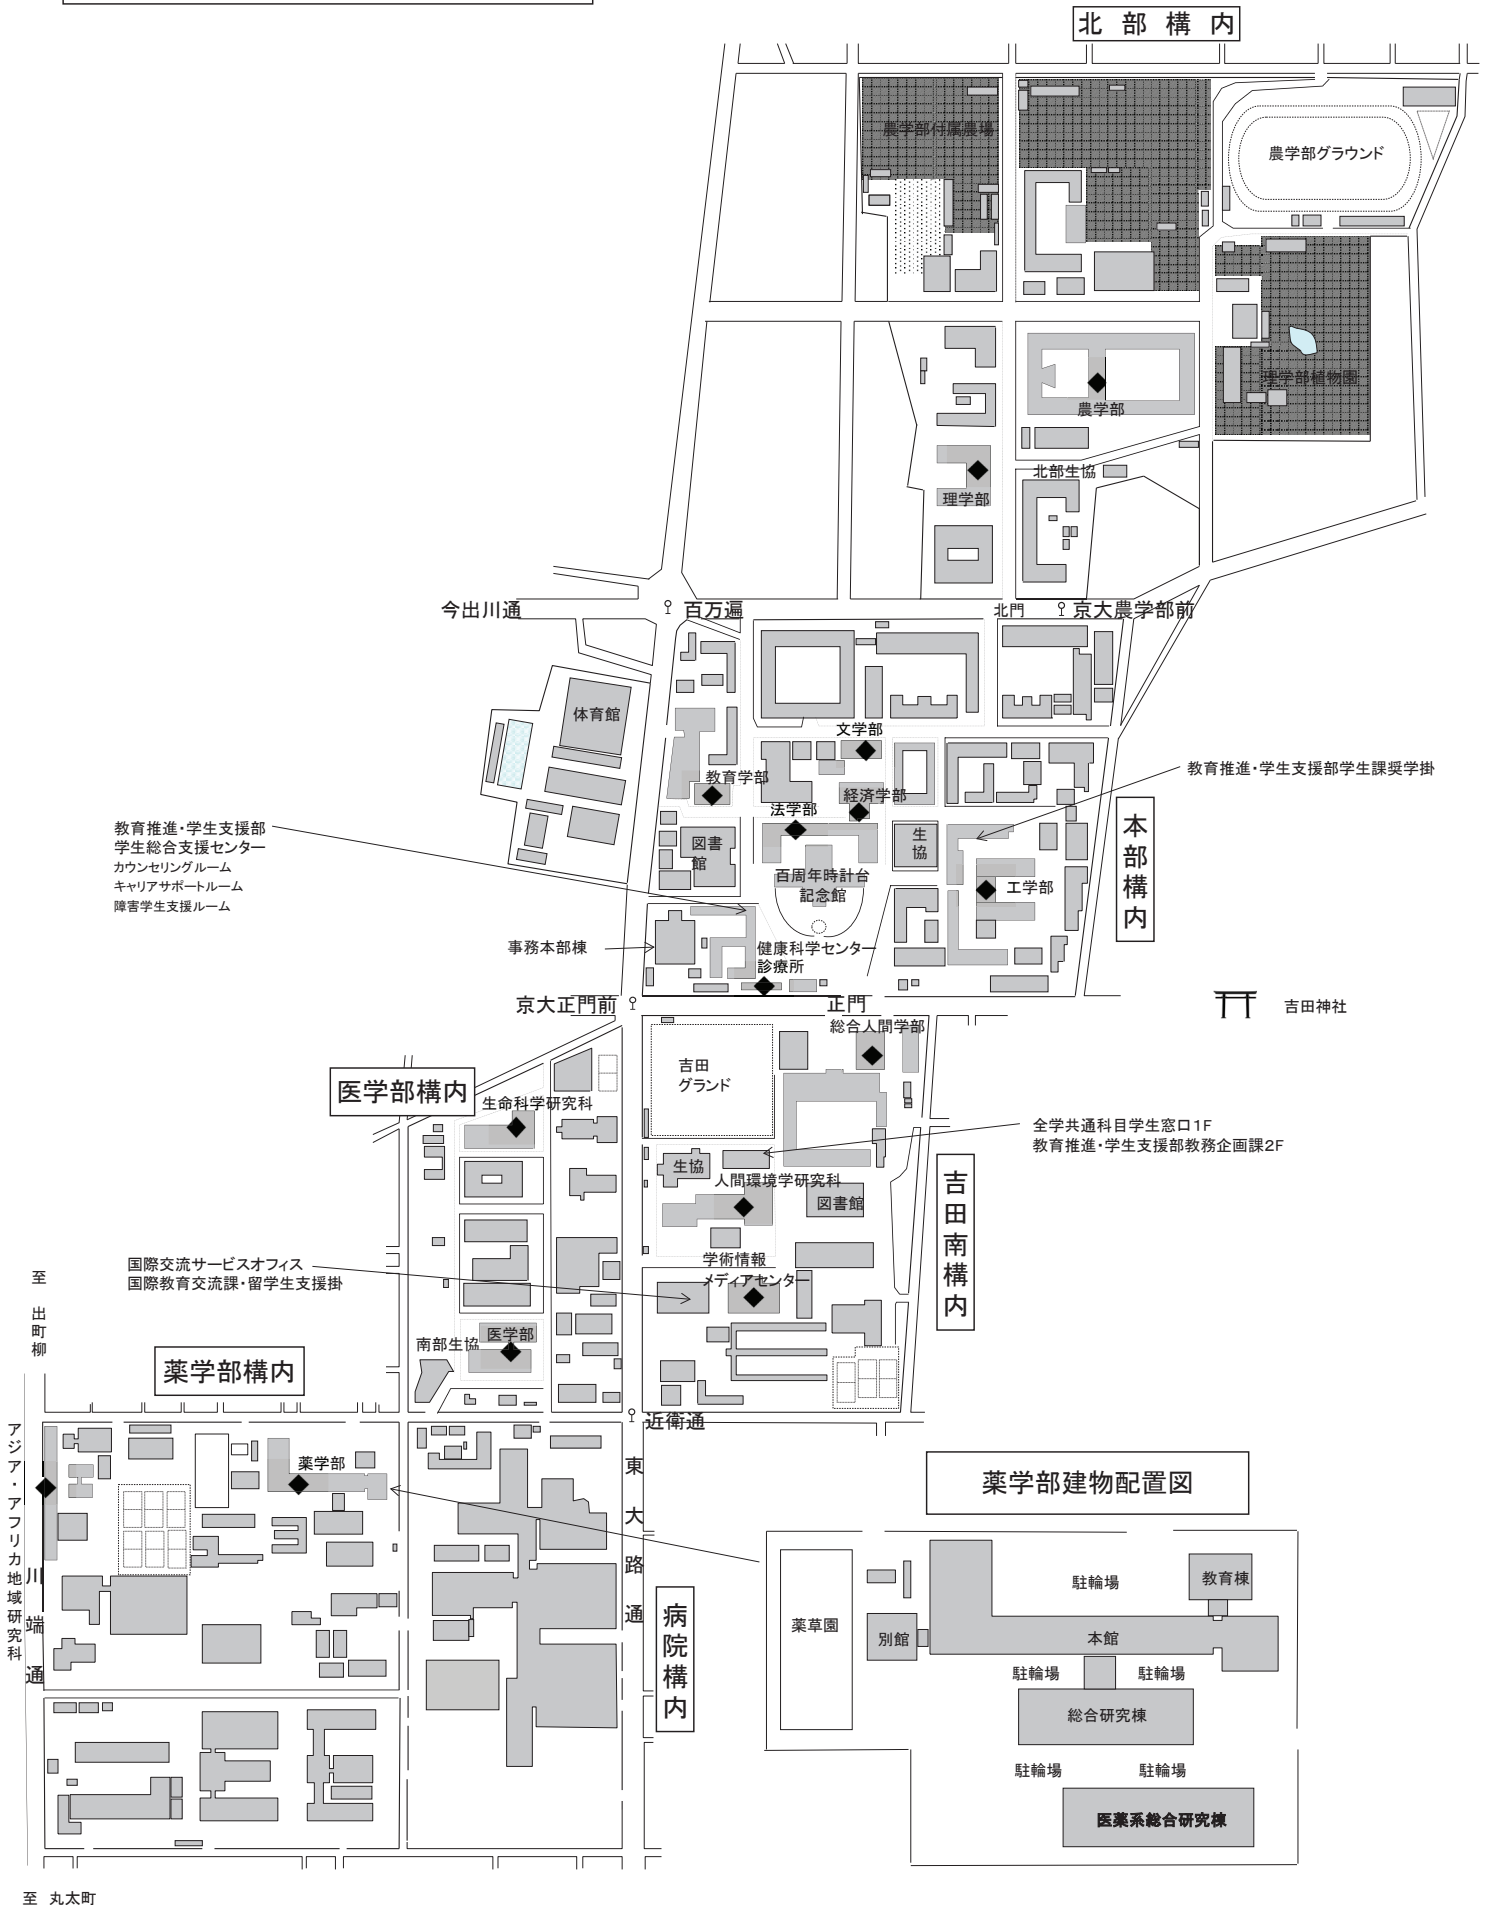 北部構内
農学部付属農場
農学部グラウンド
理学部植物園
農学部
北部生協
理学部
今出川通
百万遍
北門
京大農学部前
体育館
文学部
教育推進・学生支援部学生課奨学掛
教育学部
経済学部
法学部
本部構内
教育推進・学生支援部
学生総合支援センター
カウンセリングルーム
キャリアサポートルーム
障害学生支援ルーム
図書
館
生
協
百周年時計台
記念館
工学部
事務本部棟
健康科学センター
診療所
京大正門前
正門
吉田神社
総合人間学部
吉田
グランド
医学部構内
生命科学研究科
全学共通科目学生窓口1F
教育推進・学生支援部教務企画課2F
生協
人間環境学研究科
図書館
吉田南構内
国際交流サービスオフィス
国際教育交流課・留学生支援掛
学術情報
メディアセンター
至 出町柳
南部生協
医学部
薬学部構内
近衛通
アジア・アフリカ地域研究科
川端通
薬学部
東大路通
病院構内
薬学部建物配置図
駐輪場
教育棟
薬草園
別館
本館
駐輪場
駐輪場
総合研究棟
駐輪場
駐輪場
医薬系総合研究棟
至 丸太町